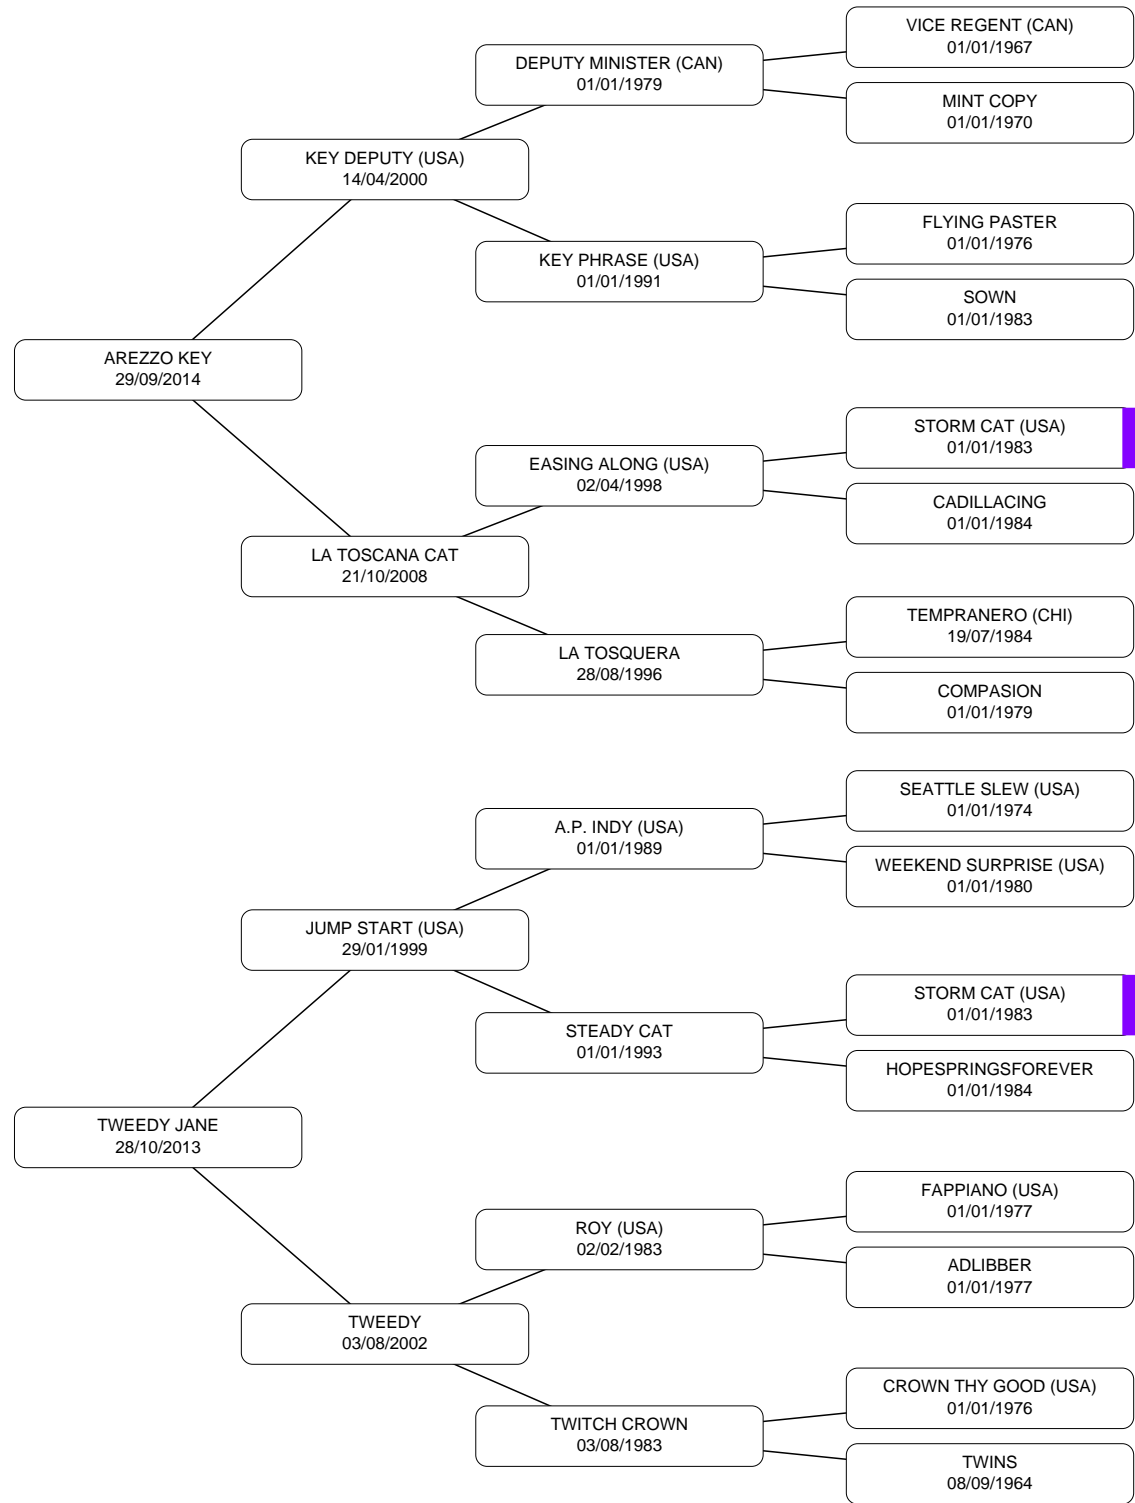 VICE REGENT (CAN)
01/01/1967
DEPUTY MINISTER (CAN)
01/01/1979
MINT COPY
01/01/1970
KEY DEPUTY (USA)
14/04/2000
FLYING PASTER
01/01/1976
KEY PHRASE (USA)
01/01/1991
SOWN
01/01/1983
AREZZO KEY
29/09/2014
STORM CAT (USA)
01/01/1983
EASING ALONG (USA)
02/04/1998
CADILLACING
01/01/1984
LA TOSCANA CAT
21/10/2008
TEMPRANERO (CHI)
19/07/1984
LA TOSQUERA
28/08/1996
COMPASION
01/01/1979
SEATTLE SLEW (USA)
01/01/1974
A.P. INDY (USA)
01/01/1989
WEEKEND SURPRISE (USA)
01/01/1980
JUMP START (USA)
29/01/1999
STORM CAT (USA)
01/01/1983
STEADY CAT
01/01/1993
HOPESPRINGSFOREVER
01/01/1984
TWEEDY JANE
28/10/2013
FAPPIANO (USA)
01/01/1977
ROY (USA)
02/02/1983
ADLIBBER
01/01/1977
TWEEDY
03/08/2002
CROWN THY GOOD (USA)
01/01/1976
TWITCH CROWN
03/08/1983
TWINS
08/09/1964